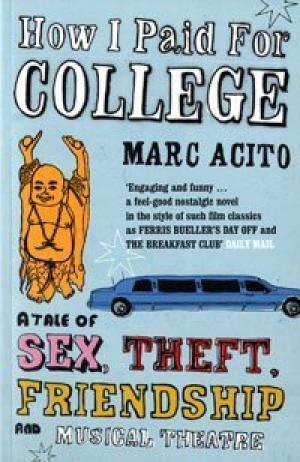 How I Paid For
COLLEGE
MARC ACITO
'Engaging and funny ...
a feel-good nostalgic novel
in the style of such film classics
as FERRIS BUELLER'S DAY OFF and
THE BREAKFAST CLUB' DAILY MAIL
A TALE OF
SEX, THEFT,
FRIENDSHIP
AND
MUSICAL THEATRE